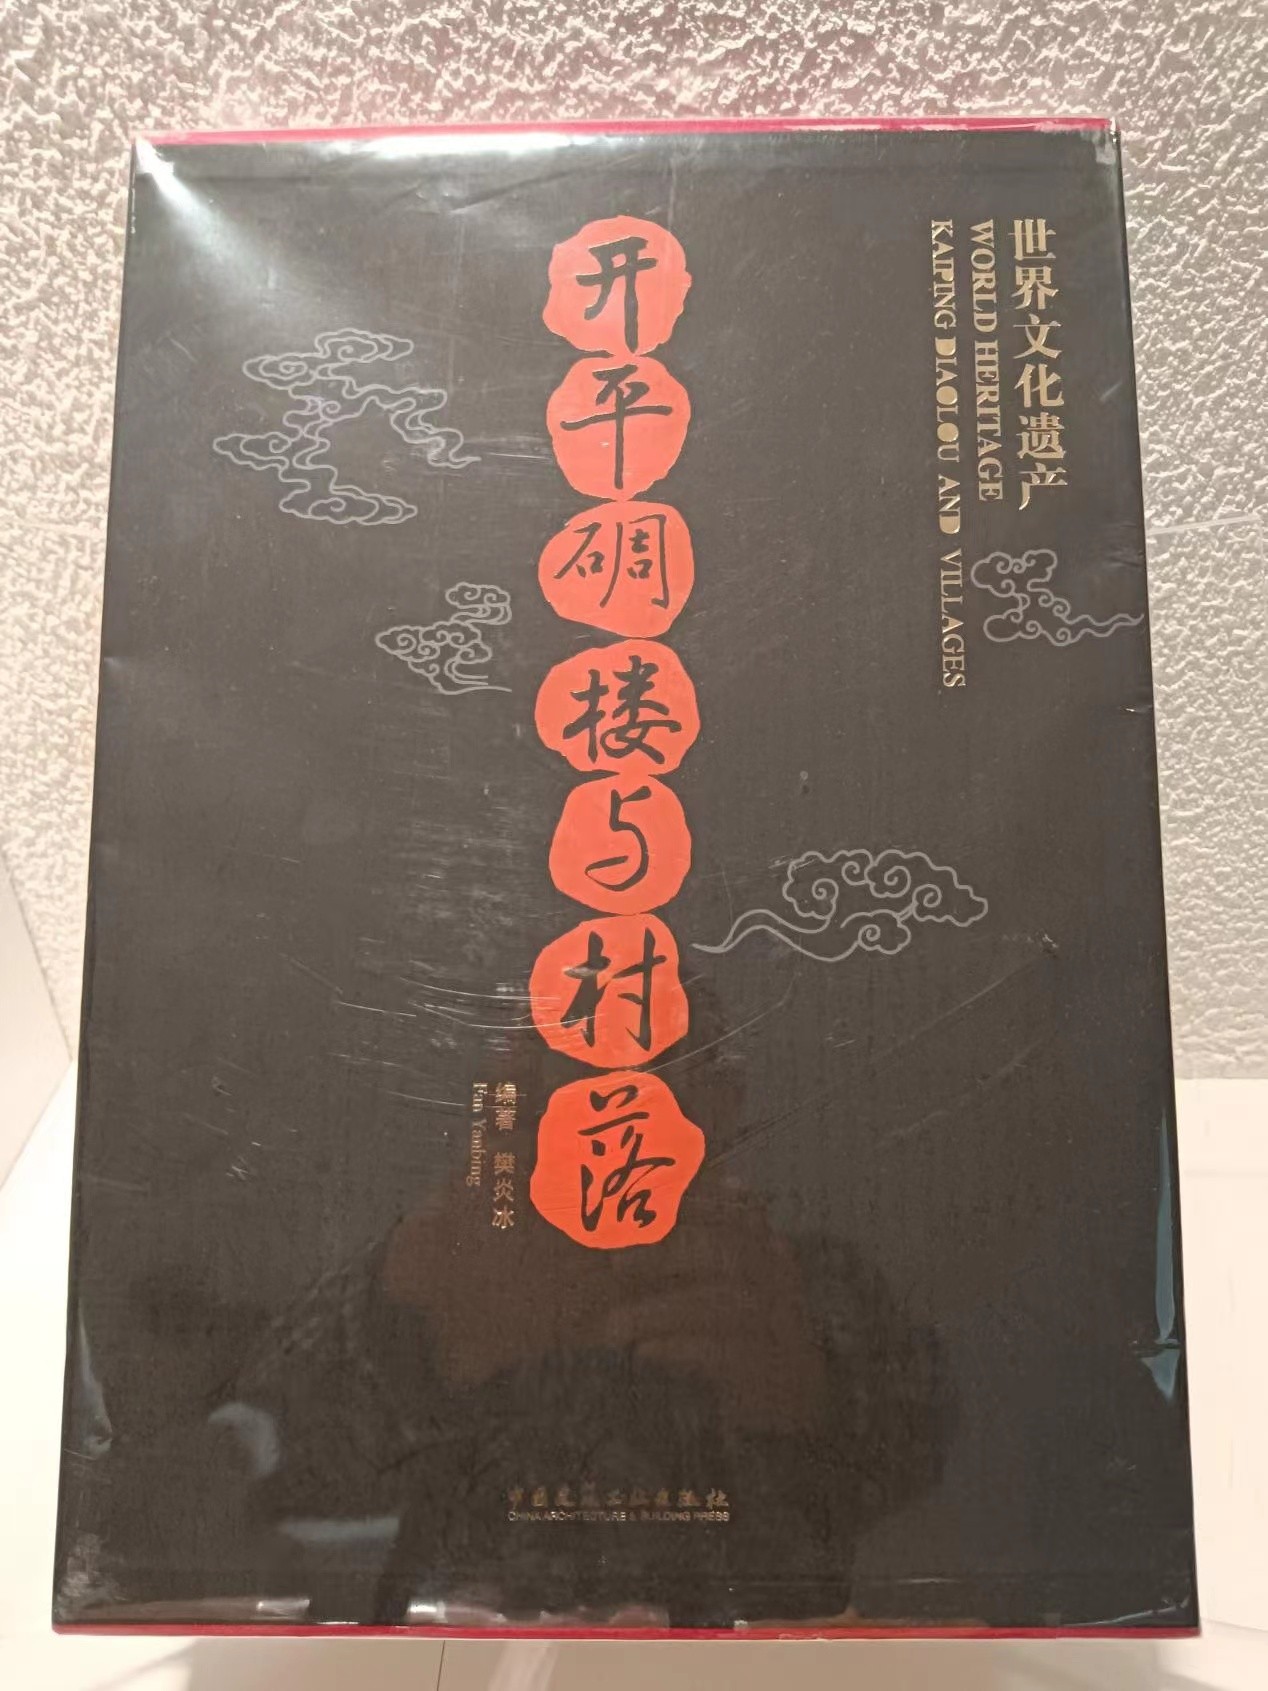 世界文化遗产
WORLD HERITAGE
KAIPING DIAOLOU AND VILLAGES
开平碉楼与村落
编著 樊炎冰
Fan Yanbing
中国建筑工业出版社
CHINA ARCHITECTURE & BUILDING PRESS